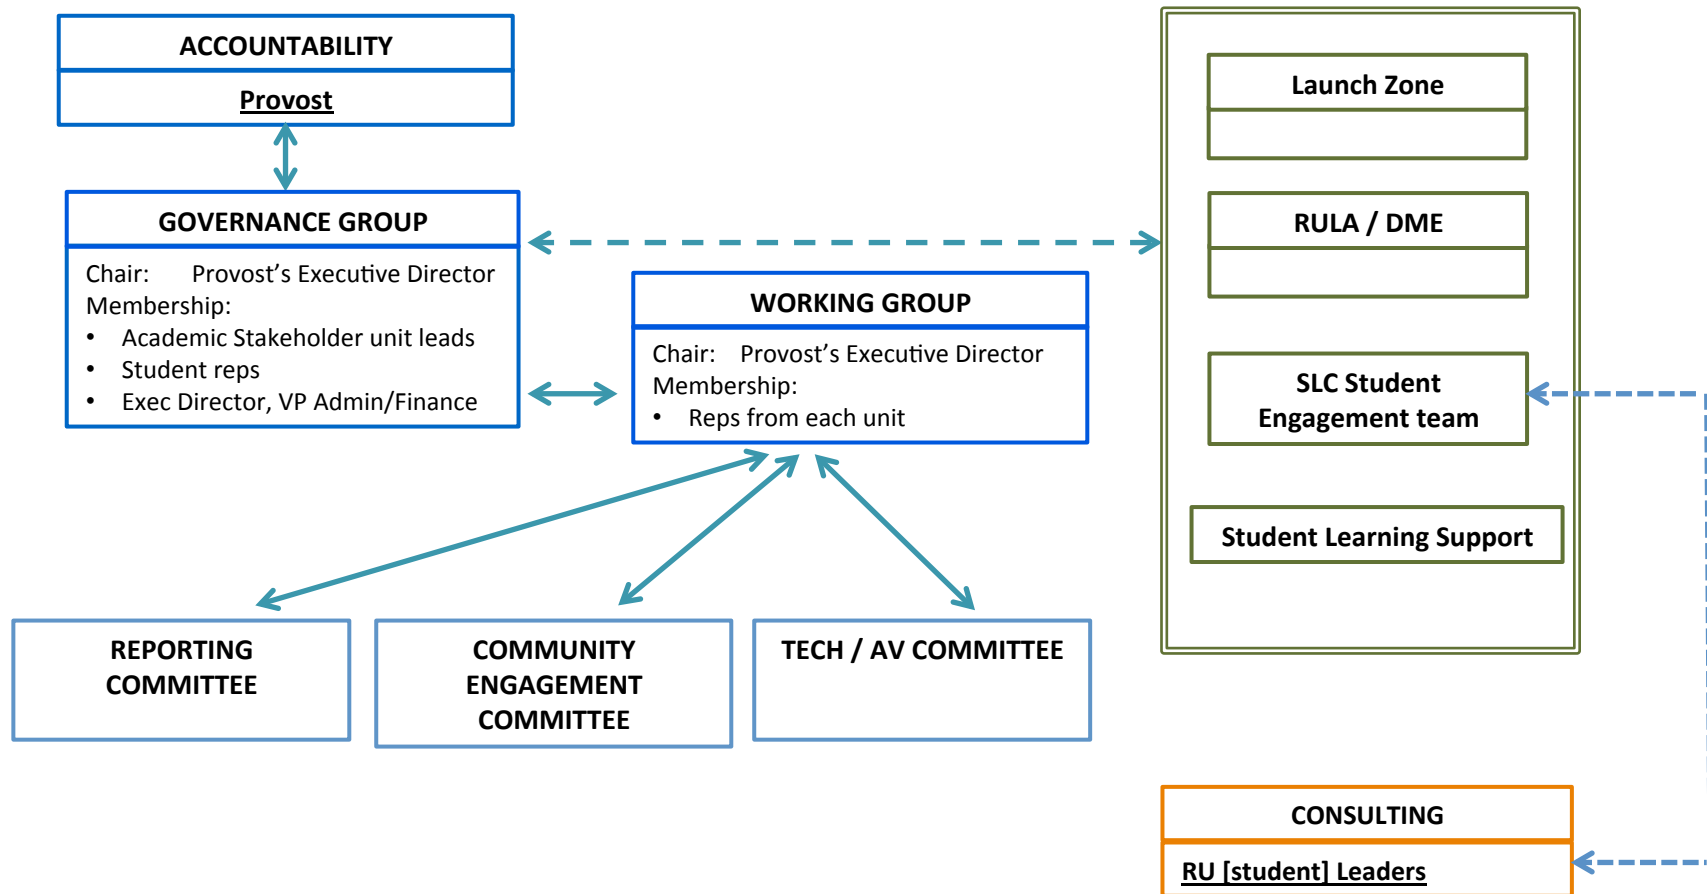 ACCOUNTABILITY
Provost
GOVERNANCE GROUP
Chair: Provost’s Executive Director
Membership:
• Academic Stakeholder unit leads
• Student reps
• Exec Director, VP Admin/Finance
WORKING GROUP
Chair: Provost’s Executive Director
Membership:
• Reps from each unit
REPORTING
COMMITTEE
COMMUNITY
ENGAGEMENT
COMMITTEE
TECH / AV COMMITTEE
Launch Zone
RULA / DME
SLC Student
Engagement team
Student Learning Support
CONSULTING
RU [student] Leaders